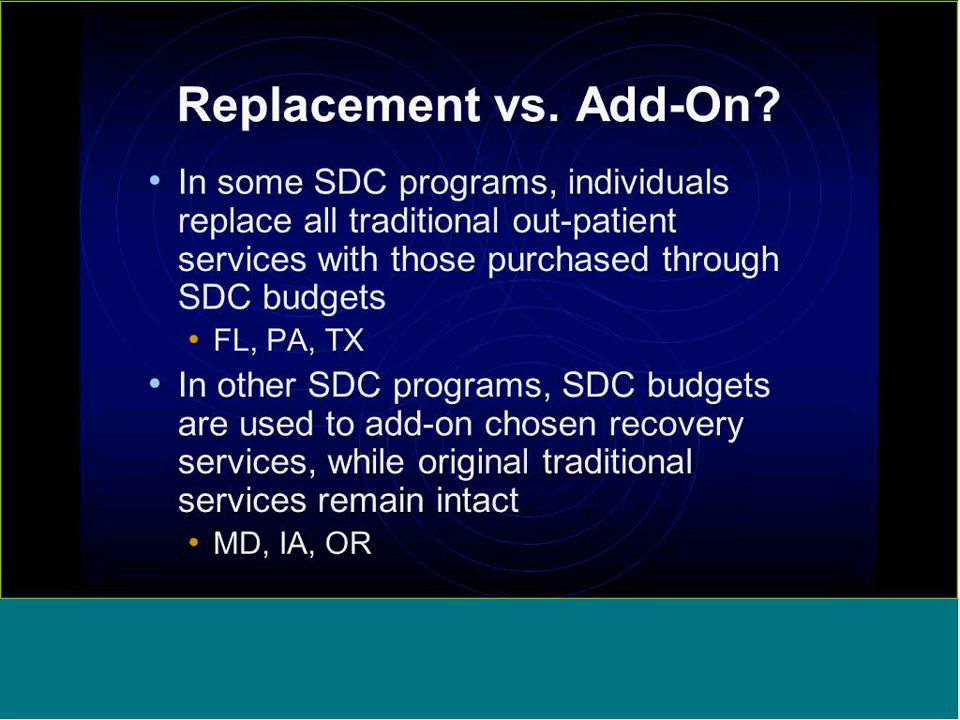 Replacement vs. Add-On?
• In some SDC programs, individuals
replace all traditional out-patient
services with those purchased through
SDC budgets
• FL, PA, TX
• In other SDC programs, SDC budgets
are used to add-on chosen recovery
services, while original traditional
services remain intact
• MD, IA, OR